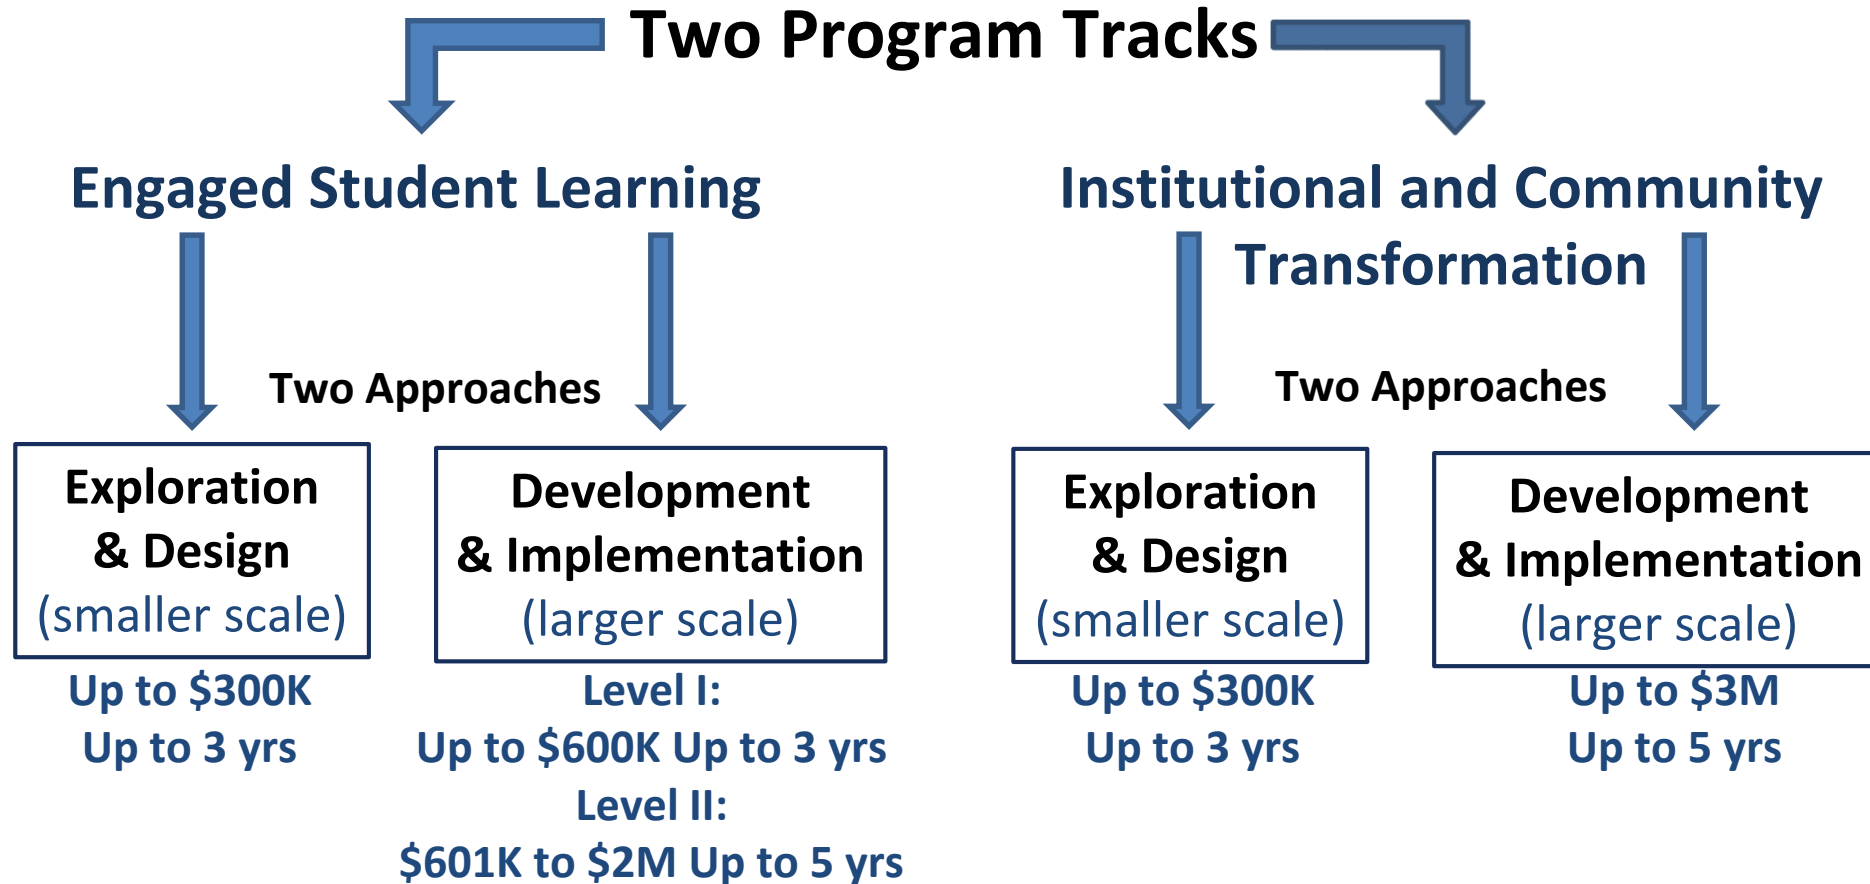 Two Program Tracks
Engaged Student Learning
Two Approaches
Exploration
& Design
(smaller scale)
Up to $300K
Up to 3 yrs
Development
& Implementation
(larger scale)
Level I:
Up to $600K Up to 3 yrs
Level II:
$601K to $2M Up to 5 yrs
Institutional and Community
Transformation
Two Approaches
Exploration
& Design
(smaller scale)
Up to $300K
Up to 3 yrs
Development
& Implementation
(larger scale)
Up to $3M
Up to 5 yrs